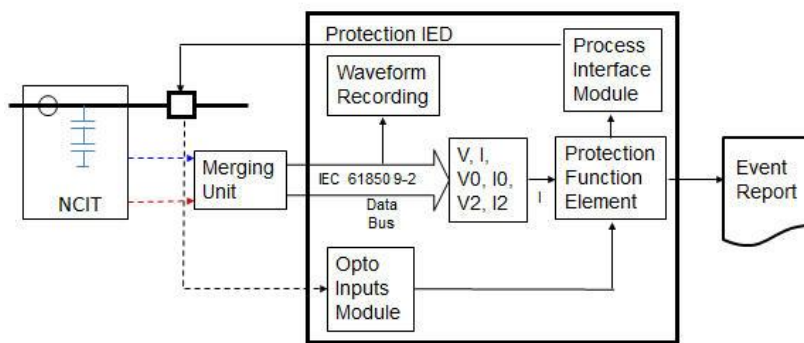 Protection IED
Process
Interface
Module
Waveform
Recording
NCIT
Merging
Unit
IEC 61850 9-2
Data
Bus
V, I,
V0, I0,
V2, I2
I
Protection
Function
Element
Event
Report
Opto
Inputs
Module